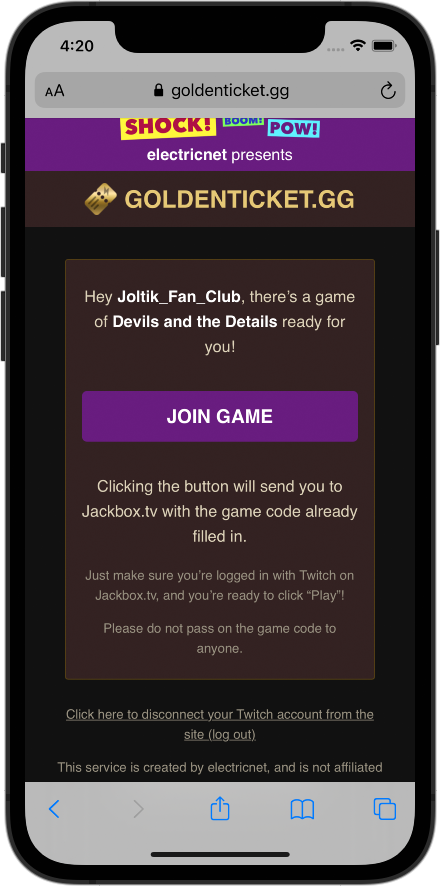 4:20
AA goldenticket.gg
SHOCK! BOOM! POW!
electricnet presents
GOLDENTICKET.GG
Hey Joltik_Fan_Club, there’s a game
of Devils and the Details ready for
you!
JOIN GAME
Clicking the button will send you to
Jackbox.tv with the game code already
filled in.
Just make sure you’re logged in with Twitch on
Jackbox.tv, and you’re ready to click “Play”!
Please do not pass on the game code to
anyone.
Click here to disconnect your Twitch account from the
site (log out)
This service is created by electricnet, and is not affiliated